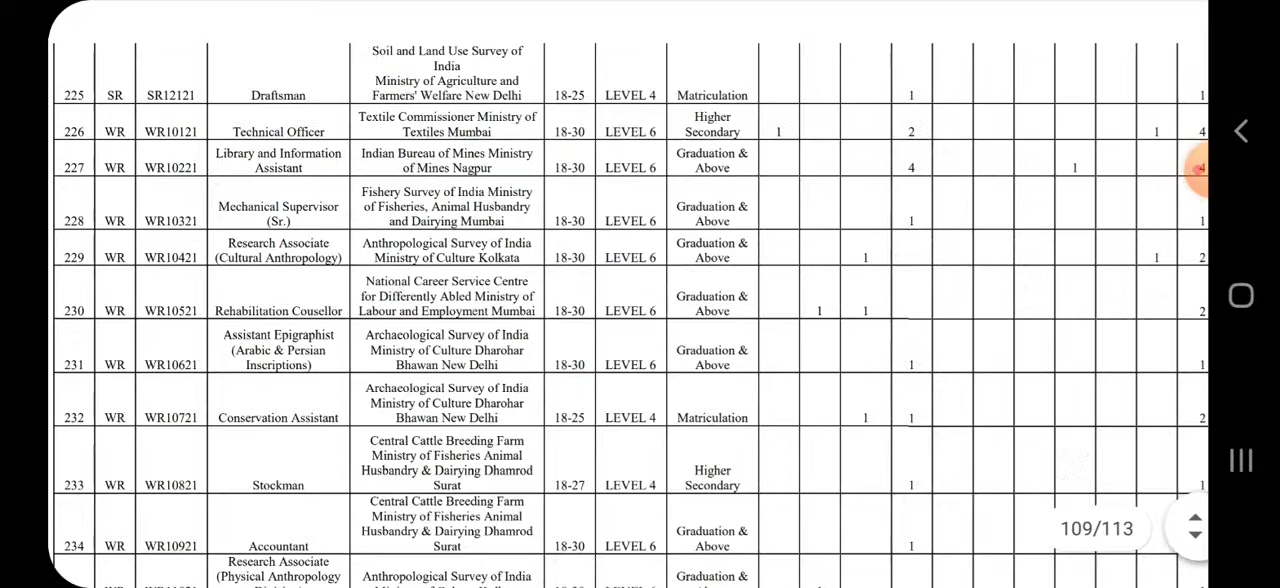 Soil and Land Use Survey of
India
Ministry of Agriculture and
225 SR SR12121 Draftsman Farmers' Welfare New Delhi 18-25 LEVEL 4 Matriculation 1 1
Textile Commissioner Ministry of Higher
226 WR WR10121 Technical Officer Textiles Mumbai 18-30 LEVEL 6 Secondary 1 2 1 4
Library and Information Indian Bureau of Mines Ministry Graduation &
227 WR WR10221 Assistant of Mines Nagpur 18-30 LEVEL 6 Above 4 1 4
Fishery Survey of India Ministry
Mechanical Supervisor of Fisheries, Animal Husbandry Graduation &
228 WR WR10321 (Sr.) and Dairying Mumbai 18-30 LEVEL 6 Above 1 1
Research Associate Anthropological Survey of India Graduation &
229 WR WR10421 (Cultural Anthropology) Ministry of Culture Kolkata 18-30 LEVEL 6 Above 1 1 2
National Career Service Centre
for Differently Abled Ministry of Graduation &
230 WR WR10521 Rehabilitation Cousellor Labour and Employment Mumbai 18-30 LEVEL 6 Above 1 1 2
Assistant Epigraphist Archaeological Survey of India
(Arabic & Persian Ministry of Culture Dharohar Graduation &
231 WR WR10621 Inscriptions) Bhawan New Delhi 18-30 LEVEL 6 Above 1 1
Archaeological Survey of India
Ministry of Culture Dharohar
232 WR WR10721 Conservation Assistant Bhawan New Delhi 18-25 LEVEL 4 Matriculation 1 1 2
Central Cattle Breeding Farm
Ministry of Fisheries Animal
Husbandry & Dairying Dhamrod Higher
233 WR WR10821 Stockman Surat 18-27 LEVEL 4 Secondary 1 1
Central Cattle Breeding Farm
Ministry of Fisheries Animal
Husbandry & Dairying Dhamrod Graduation &
234 WR WR10921 Accountant Surat 18-30 LEVEL 6 Above 1
109/113
Research Associate
(Physical Anthropology Anthropological Survey of India Graduation &